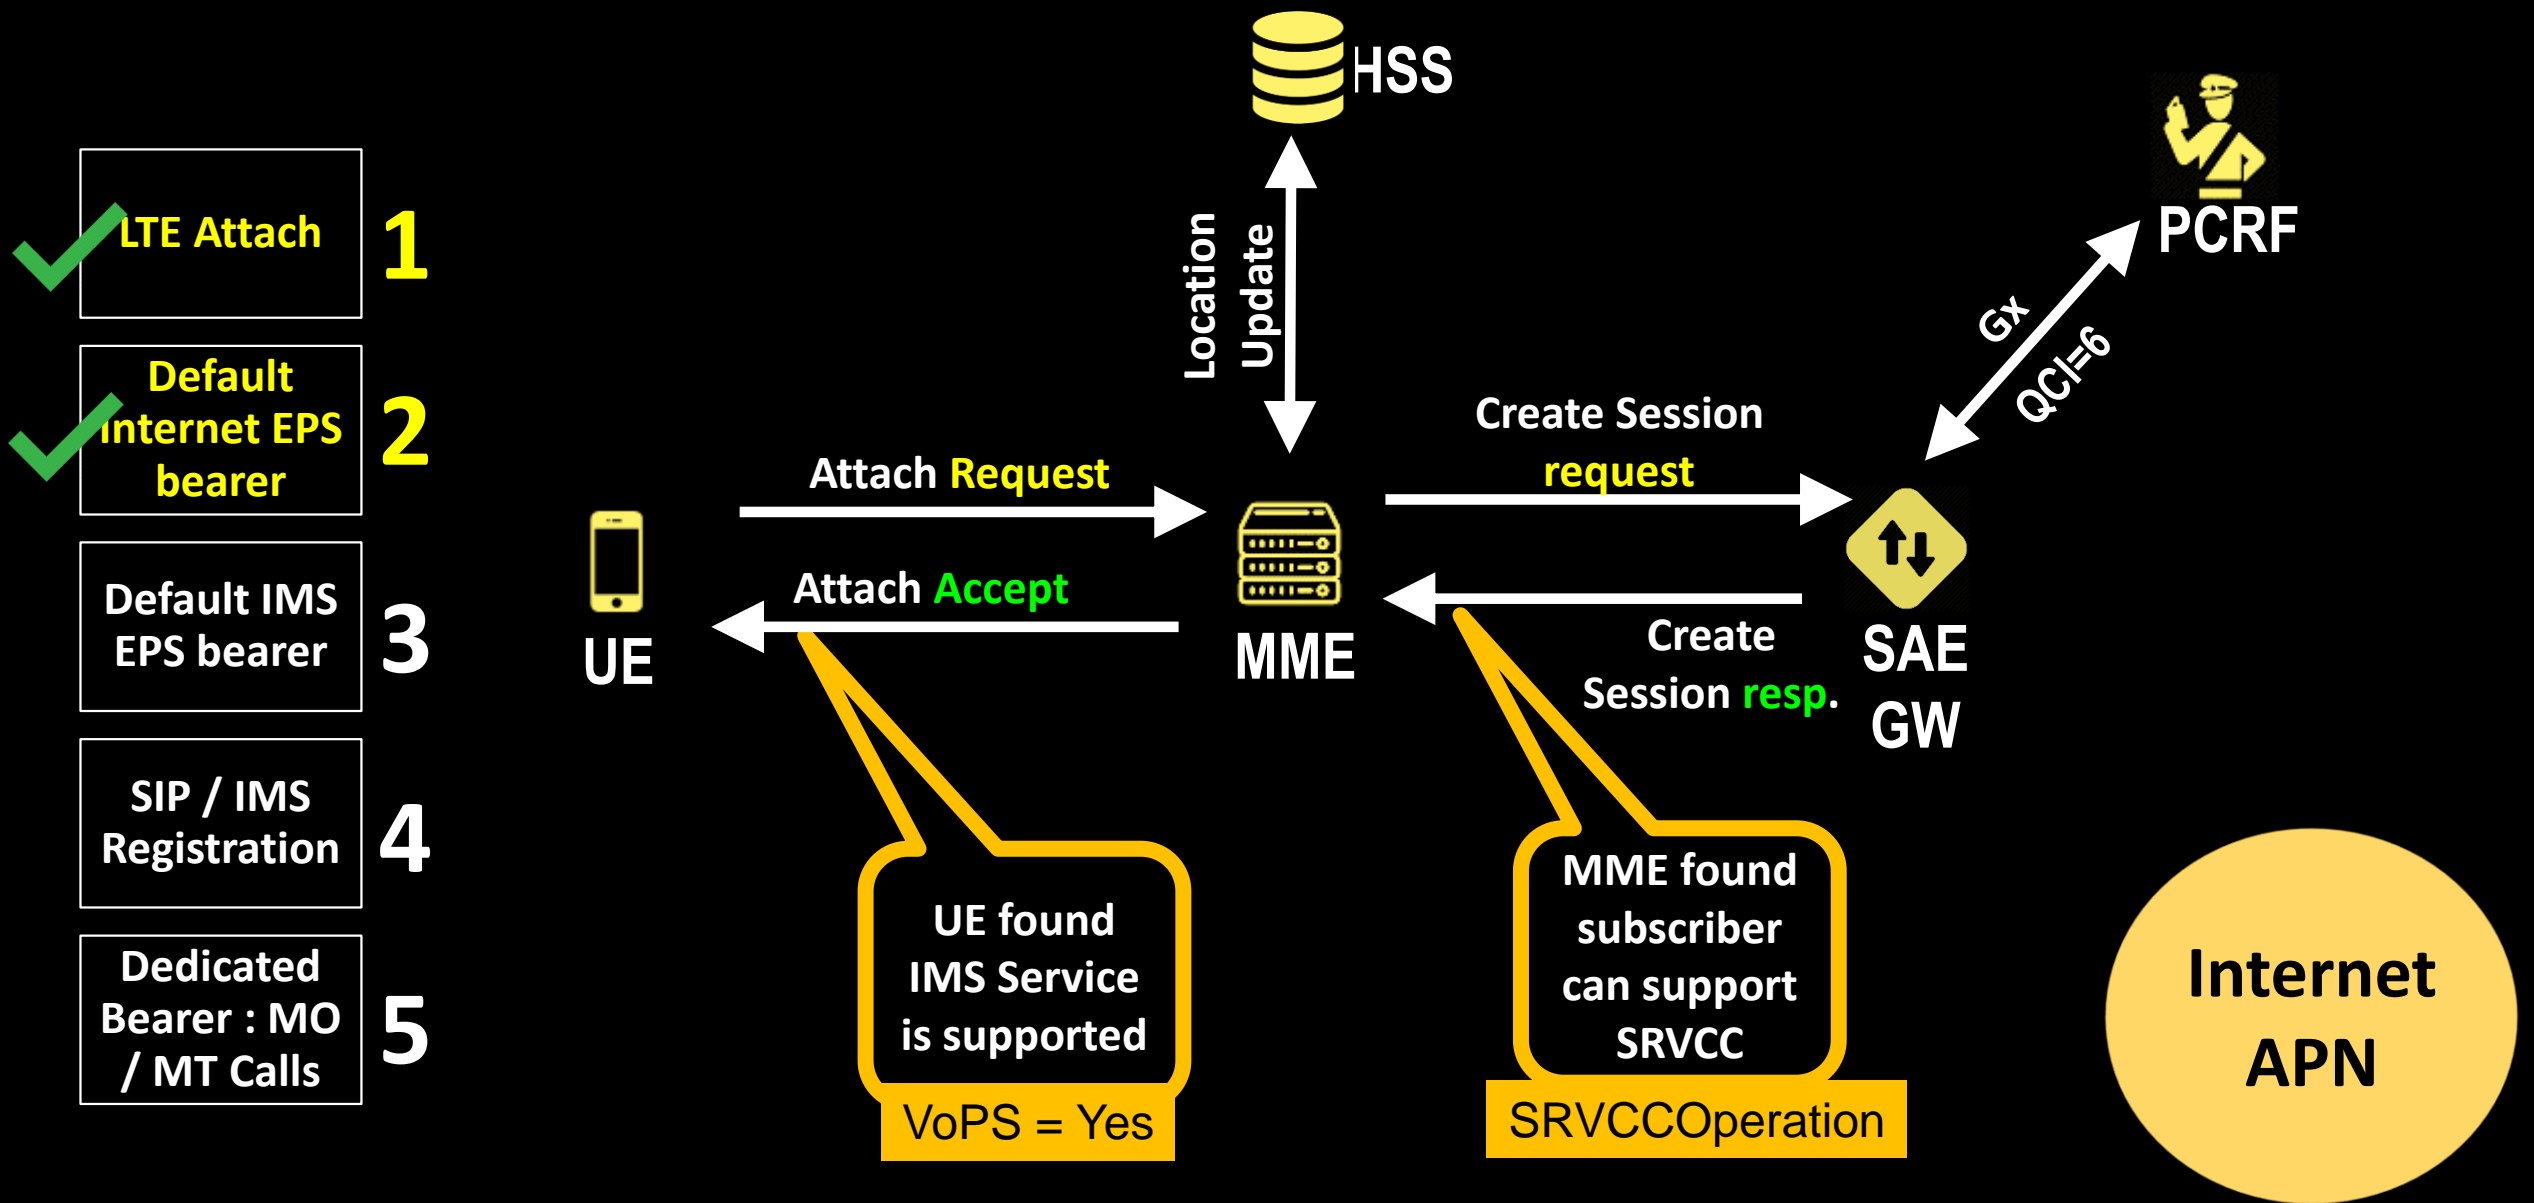 HSS
PCRF
LTE Attach
1
Default
Internet EPS
bearer
2
Default IMS
EPS bearer
3
SIP / IMS
Registration
4
Dedicated
Bearer : MO
/ MT Calls
5
Location
Update
Gx
QCI=6
Attach Request
Attach Accept
UE
MME
Create Session
request
Create
Session resp.
SAE
GW
UE found
IMS Service
is supported
VoPS = Yes
MME found
subscriber
can support
SRVCC
SRVCCOperation
Internet
APN